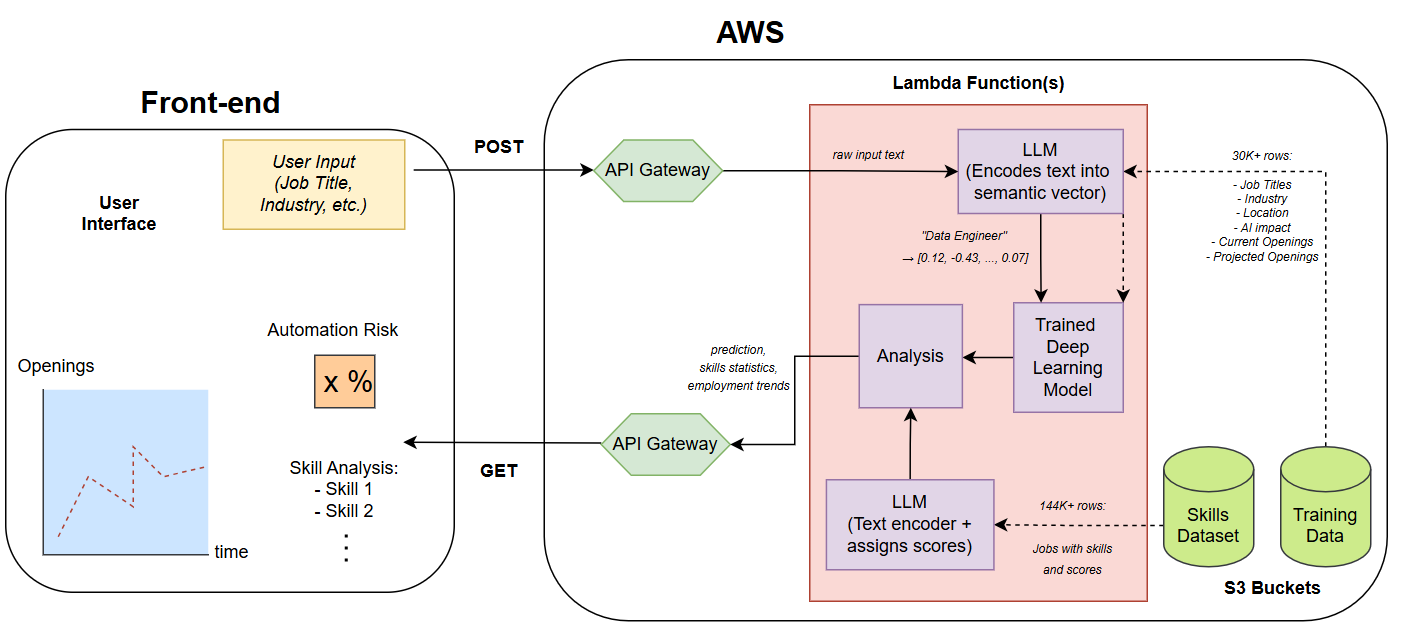 AWS
Front-end
Lambda Function(s)
User
Interface
User Input
(Job Title,
Industry, etc.)
POST
API Gateway
raw input text
LLM
(Encodes text into
semantic vector)
30K+ rows:
- Job Titles
- Industry
- Location
- AI impact
- Current Openings
- Projected Openings
"Data Engineer"
→ [0.12, -0.43, ..., 0.07]
Automation Risk
x %
Openings
time
Skill Analysis:
- Skill 1
- Skill 2
prediction,
skills statistics,
employment trends
Analysis
Trained
Deep
Learning
Model
API Gateway
GET
LLM
(Text encoder +
assigns scores)
144K+ rows:
Jobs with skills
and scores
Skills
Dataset
Training
Data
S3 Buckets